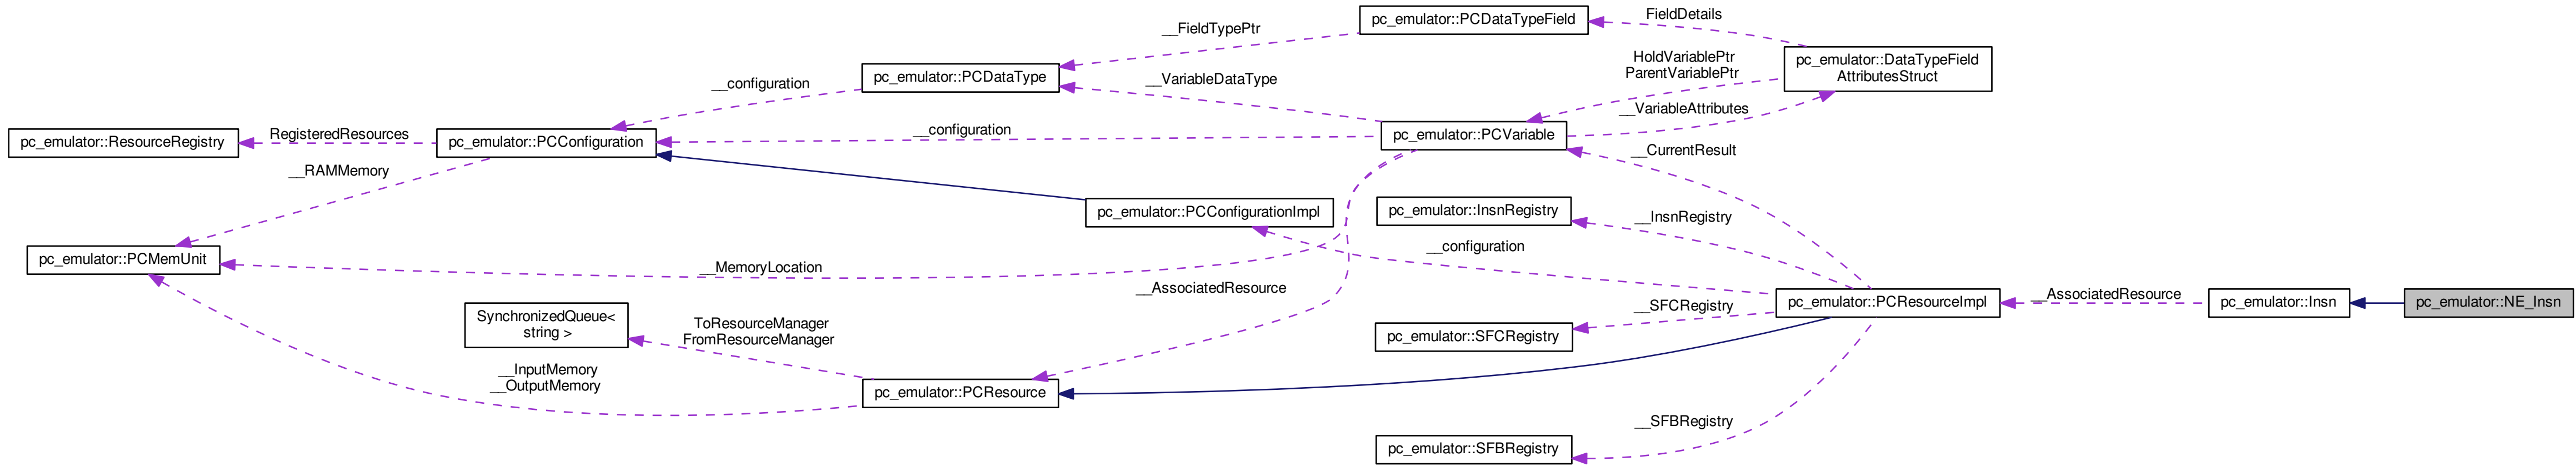 pc_emulator::PCDataTypeField
FieldDetails
__FieldTypePtr
HoldVariablePtr
ParentVariablePtr
pc_emulator::DataTypeField
AttributesStruct
pc_emulator::PCDataType
__VariableDataType
__configuration
__VariableAttributes
pc_emulator::ResourceRegistry
RegisteredResources
pc_emulator::PCConfiguration
__configuration
pc_emulator::PCVariable
__CurrentResult
__RAMMemory
pc_emulator::PCConfigurationImpl
pc_emulator::InsnRegistry
__InsnRegistry
__configuration
pc_emulator::PCMemUnit
__MemoryLocation
__AssociatedResource
__AssociatedResource
pc_emulator::PCResourceImpl
pc_emulator::Insn
pc_emulator::NE_Insn
__SFCRegistry
SynchronizedQueue<
string >
ToResourceManager
FromResourceManager
pc_emulator::SFCRegistry
__InputMemory
__OutputMemory
pc_emulator::PCResource
__SFBRegistry
pc_emulator::SFBRegistry